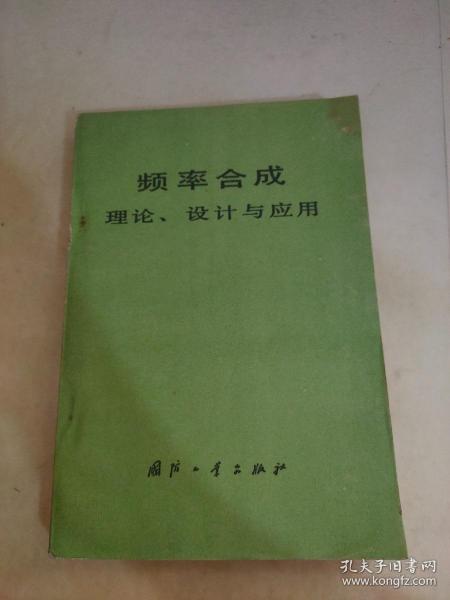 频率合成
理论、设计与应用
国防工业出版社
孔夫子旧书网
www.kongfz.com